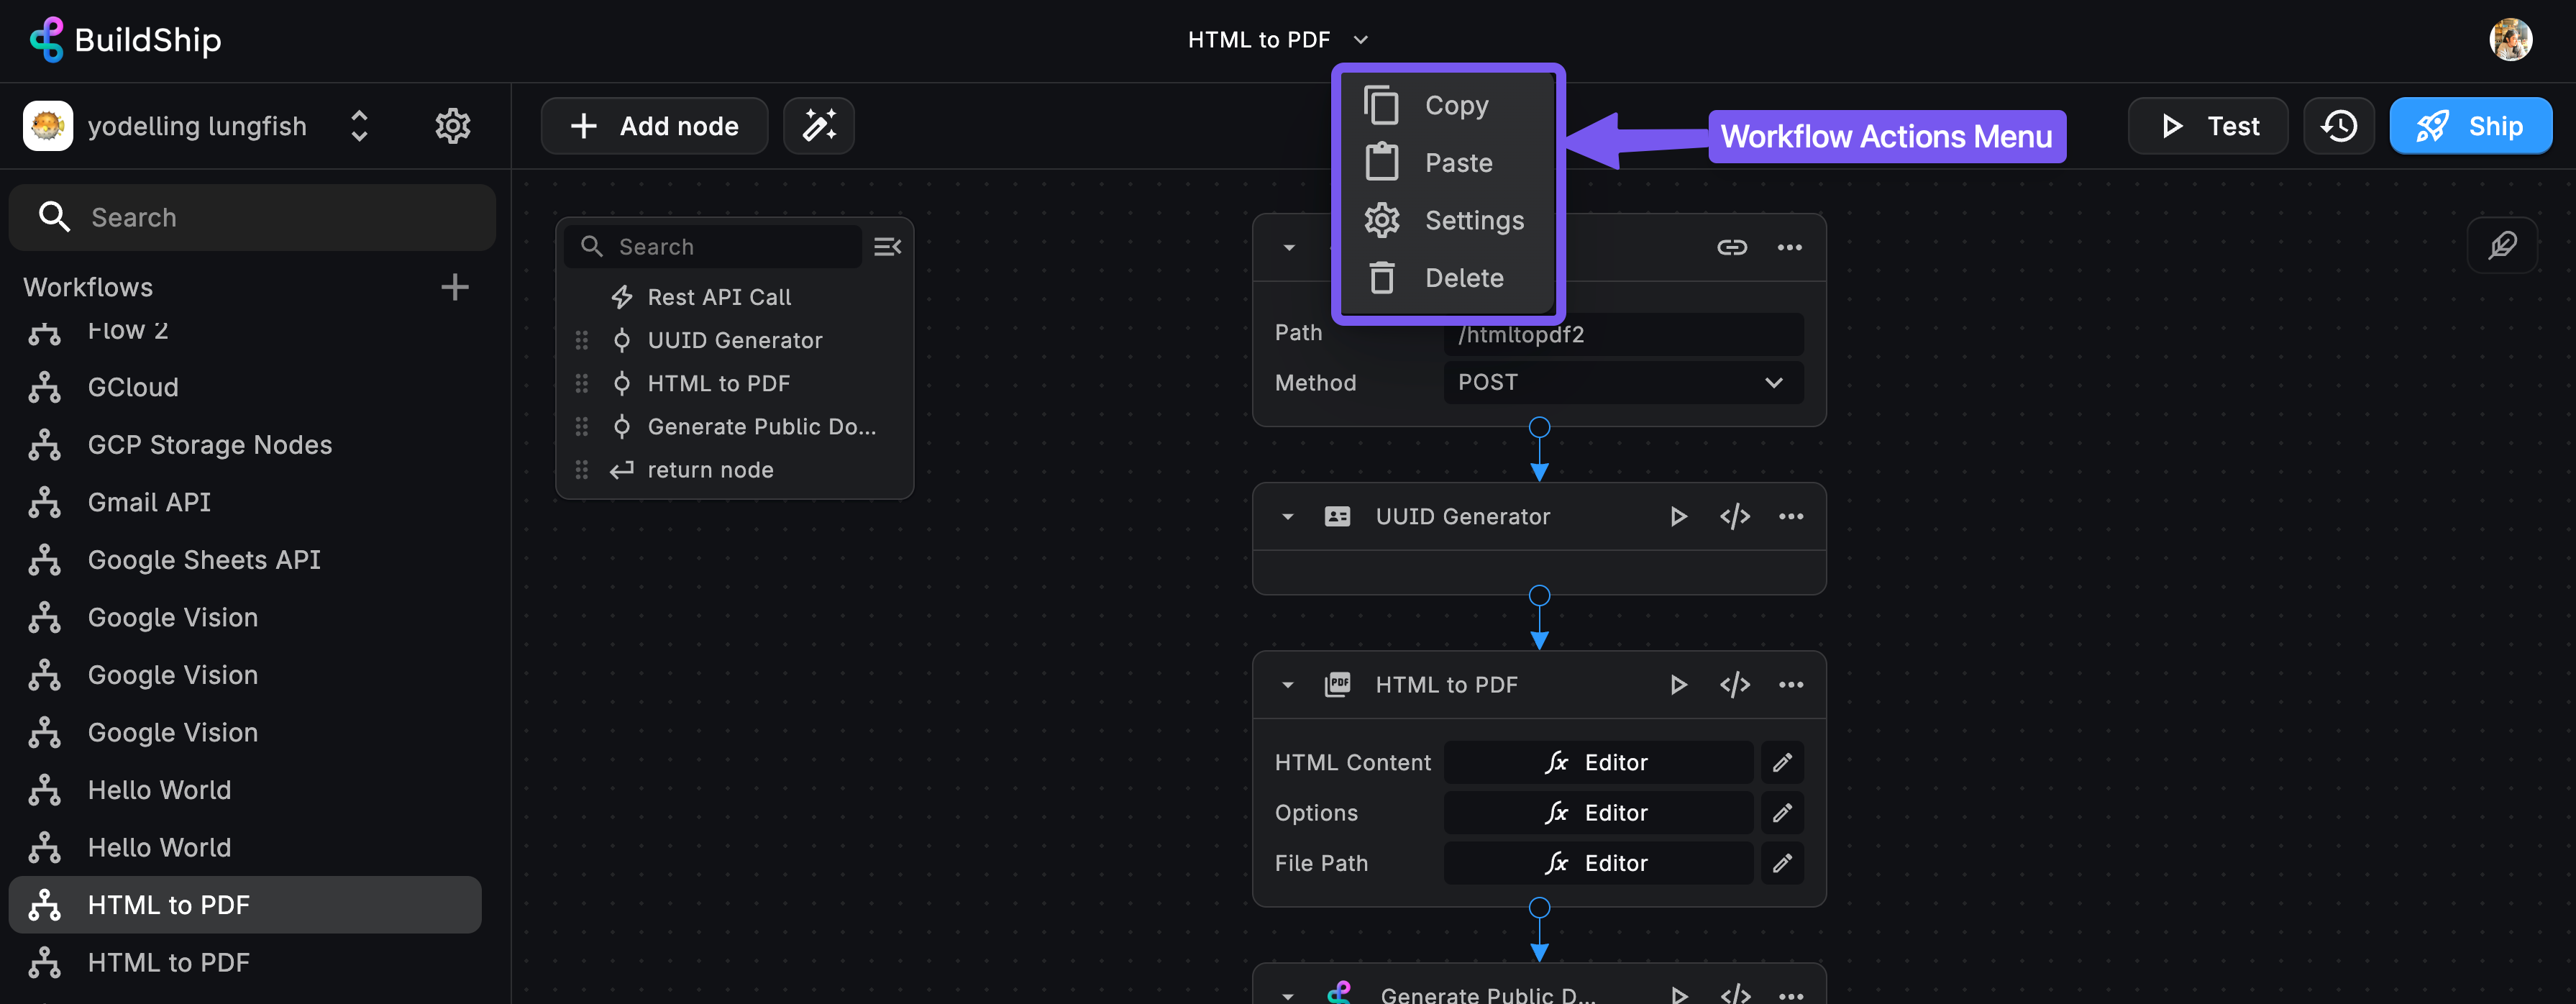 BuildShip
HTML to PDF
yodelling lungfish
Add node
Copy
Paste
Settings
Delete
Workflow Actions Menu
Test
Ship
Search
Workflows
Flow 2
GCloud
GCP Storage Nodes
Gmail API
Google Sheets API
Google Vision
Google Vision
Google Vision
Hello World
Hello World
HTML to PDF
HTML to PDF
Search
Rest API Call
UUID Generator
HTML to PDF
Generate Public Do...
return node
Path /htmltopdf2
Method POST
UUID Generator
</>
HTML to PDF
PDF
</>
HTML Content fx Editor
Options fx Editor
File Path fx Editor
Generate Public D...
</>